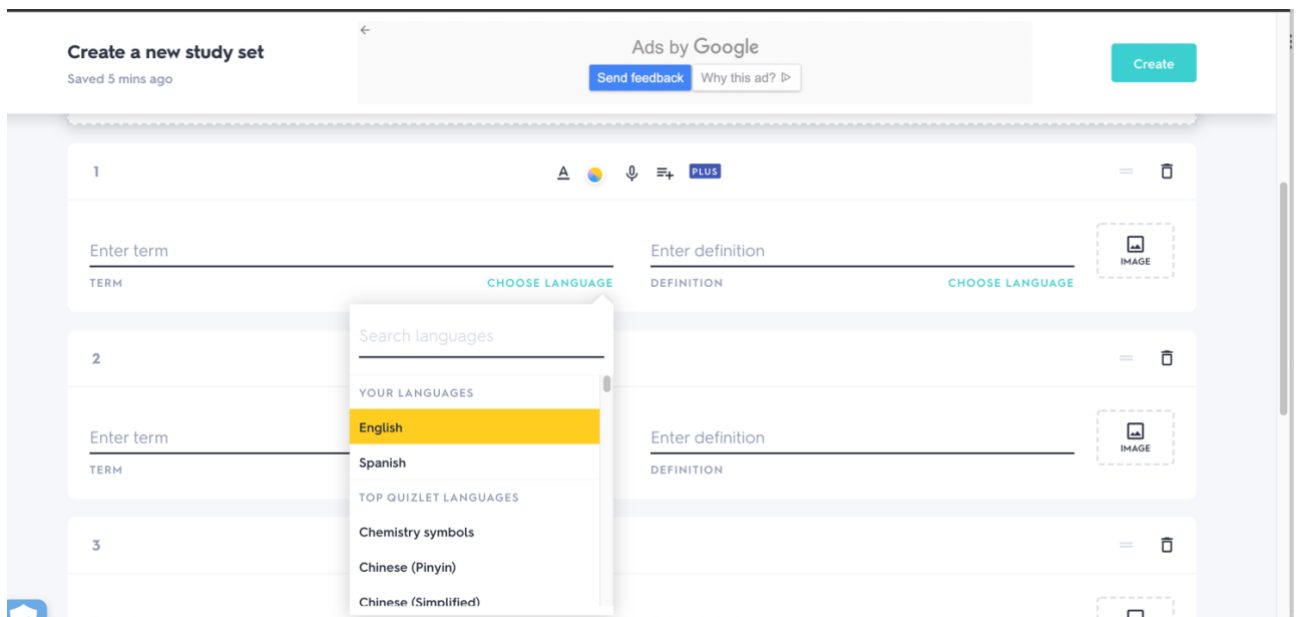 Create a new study set
Saved 5 mins ago
Ads by Google
Send feedback Why this ad?
Create
1
PLUS
Enter term
Enter definition
IMAGE
TERM
CHOOSE LANGUAGE
DEFINITION
CHOOSE LANGUAGE
Search languages
YOUR LANGUAGES
English
Spanish
TOP QUIZLET LANGUAGES
Chemistry symbols
Chinese (Pinyin)
Chinese (Simplified)
2
Enter term
Enter definition
IMAGE
TERM
DEFINITION
3